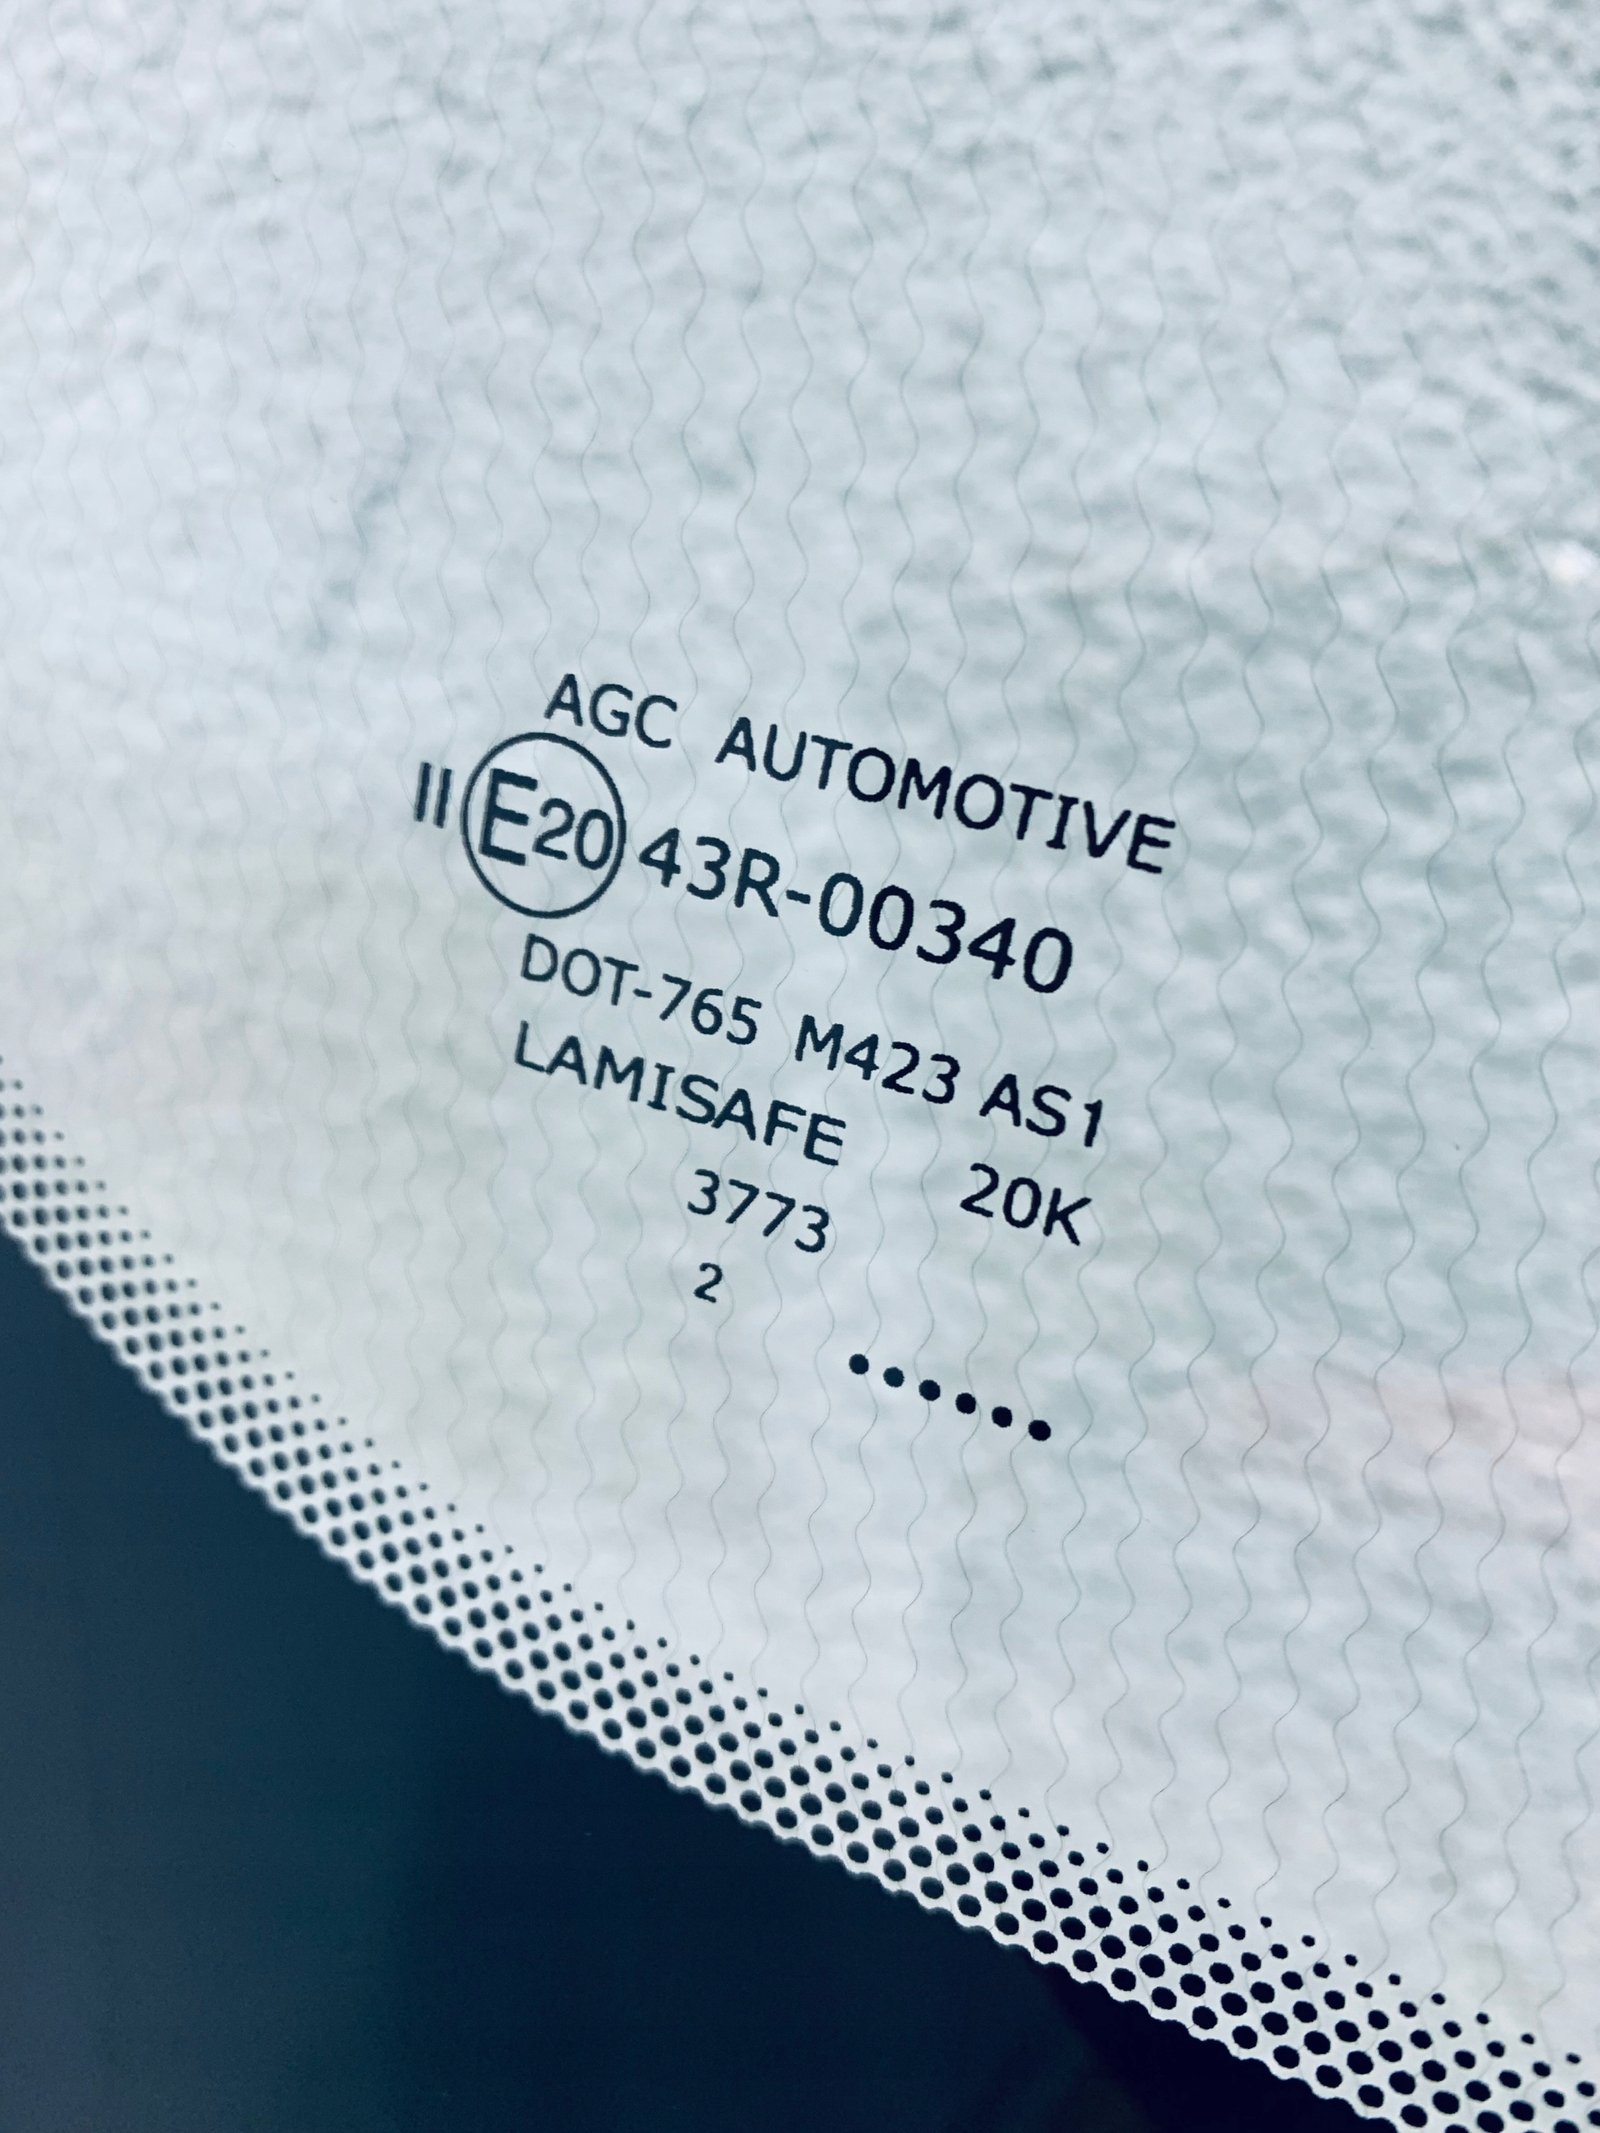 AGC AUTOMOTIVE
II E20 43R-00340
DOT-765 M423 AS1
LAMISAFE 20K
3773
2